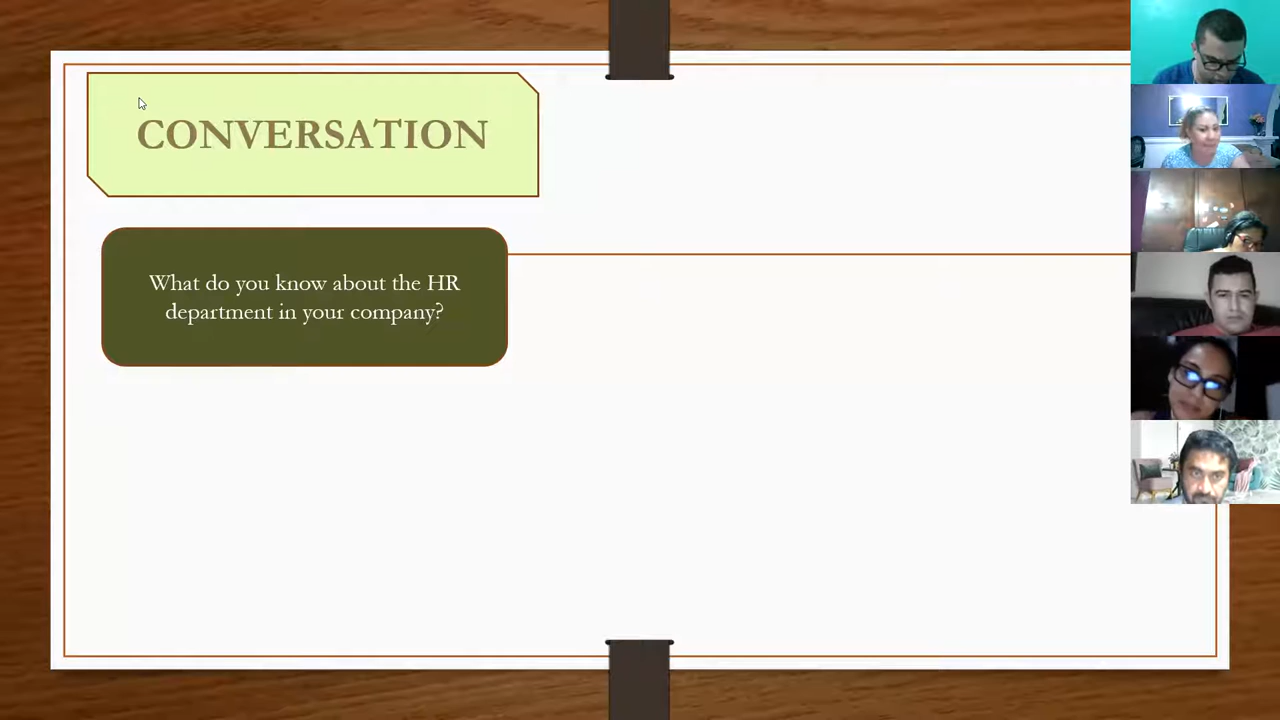 CONVERSATION
What do you know about the HR
department in your company?